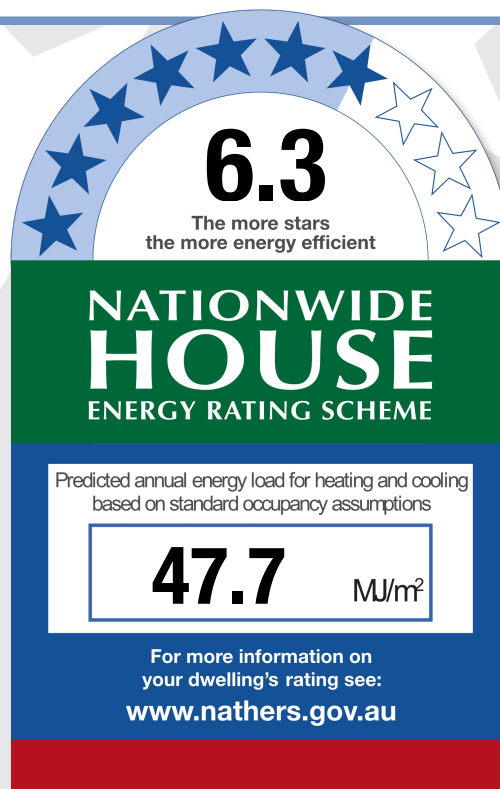 6.3
The more stars
the more energy efficient
NATIONWIDE
HOUSE
ENERGY RATING SCHEME
Predicted annual energy load for heating and cooling
based on standard occupancy assumptions
47.7 MJ/m²
For more information on
your dwelling's rating see:
www.nathers.gov.au